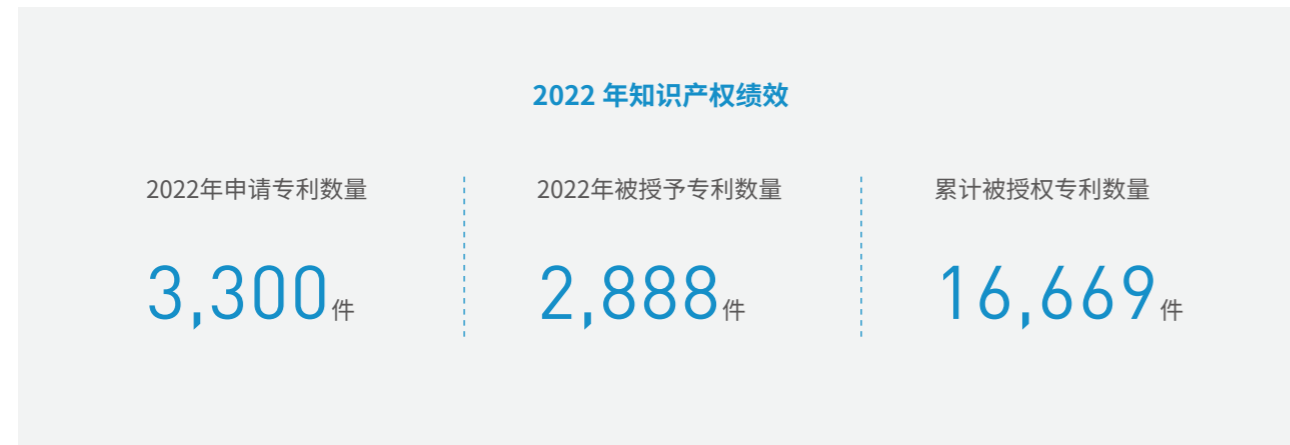 2022 年知识产权绩效
2022年申请专利数量
3,300件
2022年被授予专利数量
2,888件
累计被授权专利数量
16,669件